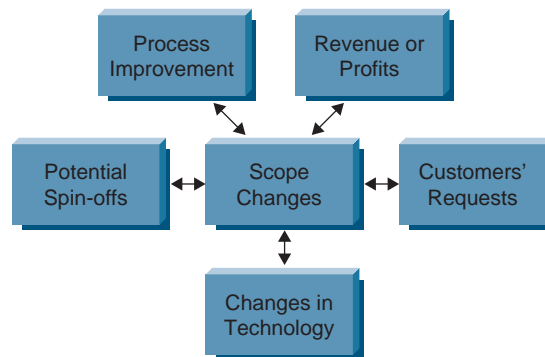 Process
Improvement
Revenue or
Profits
Potential
Spin-offs
Scope
Changes
Customers’
Requests
Changes in
Technology